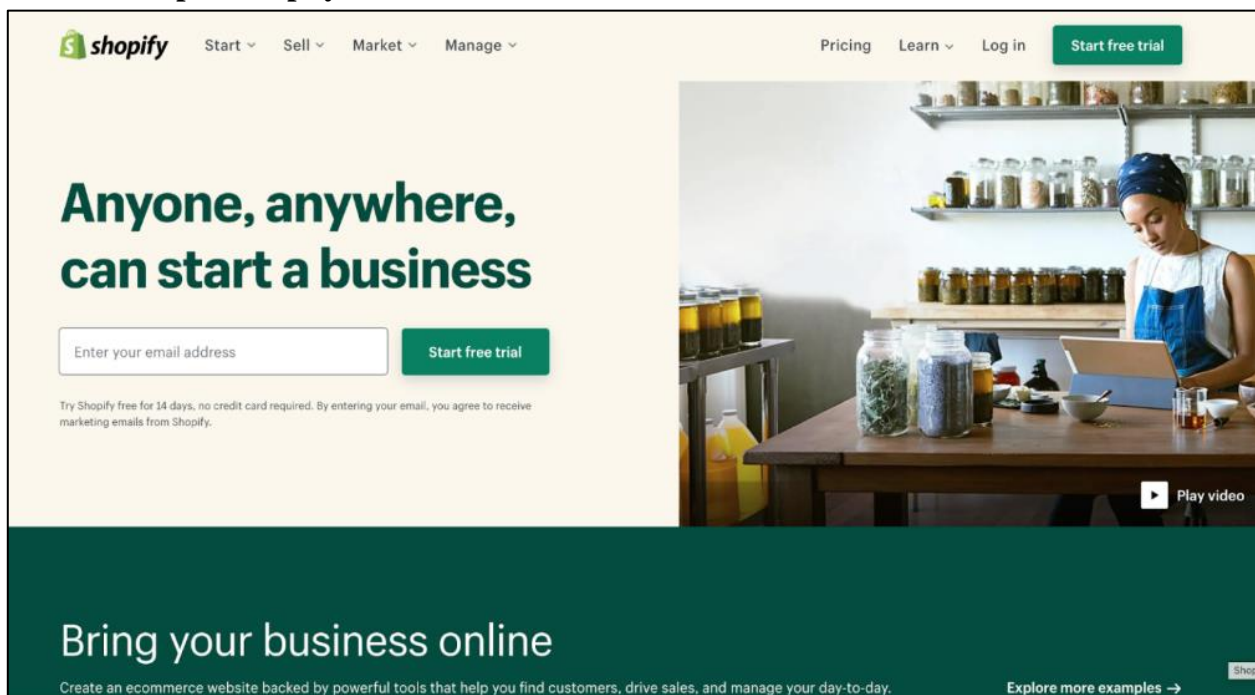 shopify Start Sell Market Manage Pricing Learn Log in Start free trial
Anyone, anywhere,
can start a business
Enter your email address Start free trial
Try Shopify free for 14 days, no credit card required. By entering your email, you agree to receive
marketing emails from Shopify.
Play video
Bring your business online
Create an ecommerce website backed by powerful tools that help you find customers, drive sales, and manage your day-to-day.
Explore more examples →